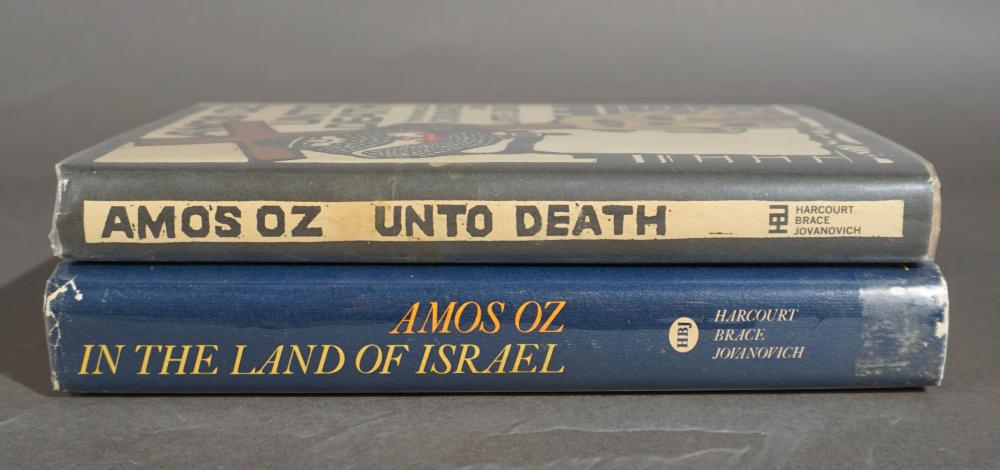 AMOS OZ UNTO DEATH HBJ HARCOURT
BRACE
JOVANOVICH
AMOS OZ
IN THE LAND OF ISRAEL
HBJ
HARCOURT
BRACE
JOVANOVICH